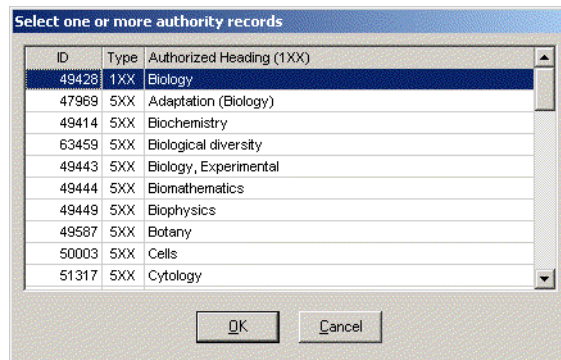 Select one or more authority records
ID Type Authorized Heading (1XX)
49428 1XX Biology
47969 5XX Adaptation (Biology)
49414 5XX Biochemistry
63459 5XX Biological diversity
49443 5XX Biology, Experimental
49444 5XX Biomathematics
49449 5XX Biophysics
49587 5XX Botany
50003 5XX Cells
51317 5XX Cytology
OK Cancel